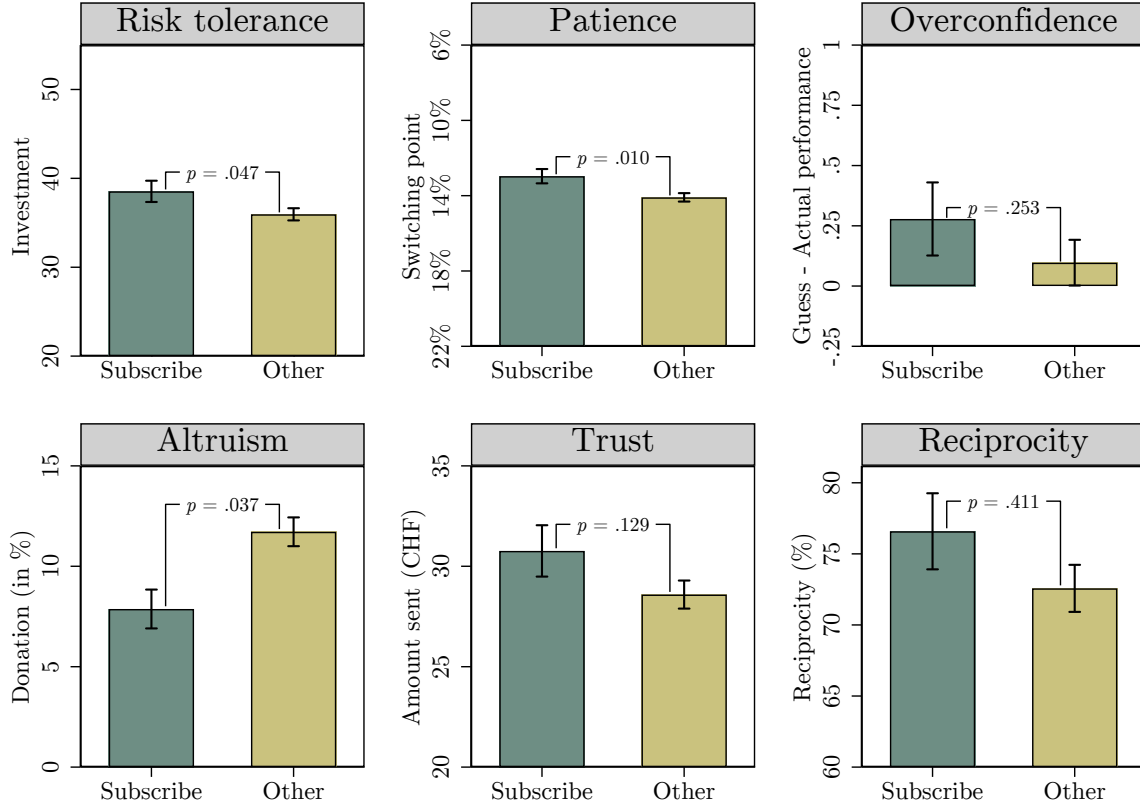 Risk tolerance
Investment
50
40
30
20
p = .047
Subscribe
Other
Patience
Switching point
6%
10%
14%
18%
22%
p = .010
Subscribe
Other
Overconfidence
Guess - Actual performance
1
.75
.5
.25
0
-.25
p = .253
Subscribe
Other
Altruism
Donation (in %)
15
10
5
0
p = .037
Subscribe
Other
Trust
Amount sent (CHF)
35
30
25
20
p = .129
Subscribe
Other
Reciprocity
Reciprocity (%)
80
75
70
65
60
p = .411
Subscribe
Other